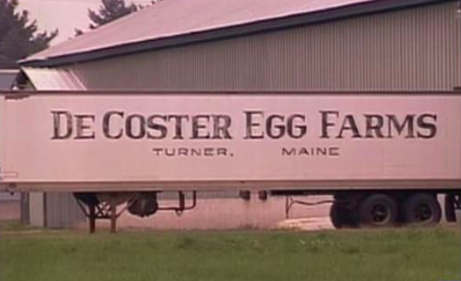 DE COSTER EGG FARMS
TURNER, MAINE